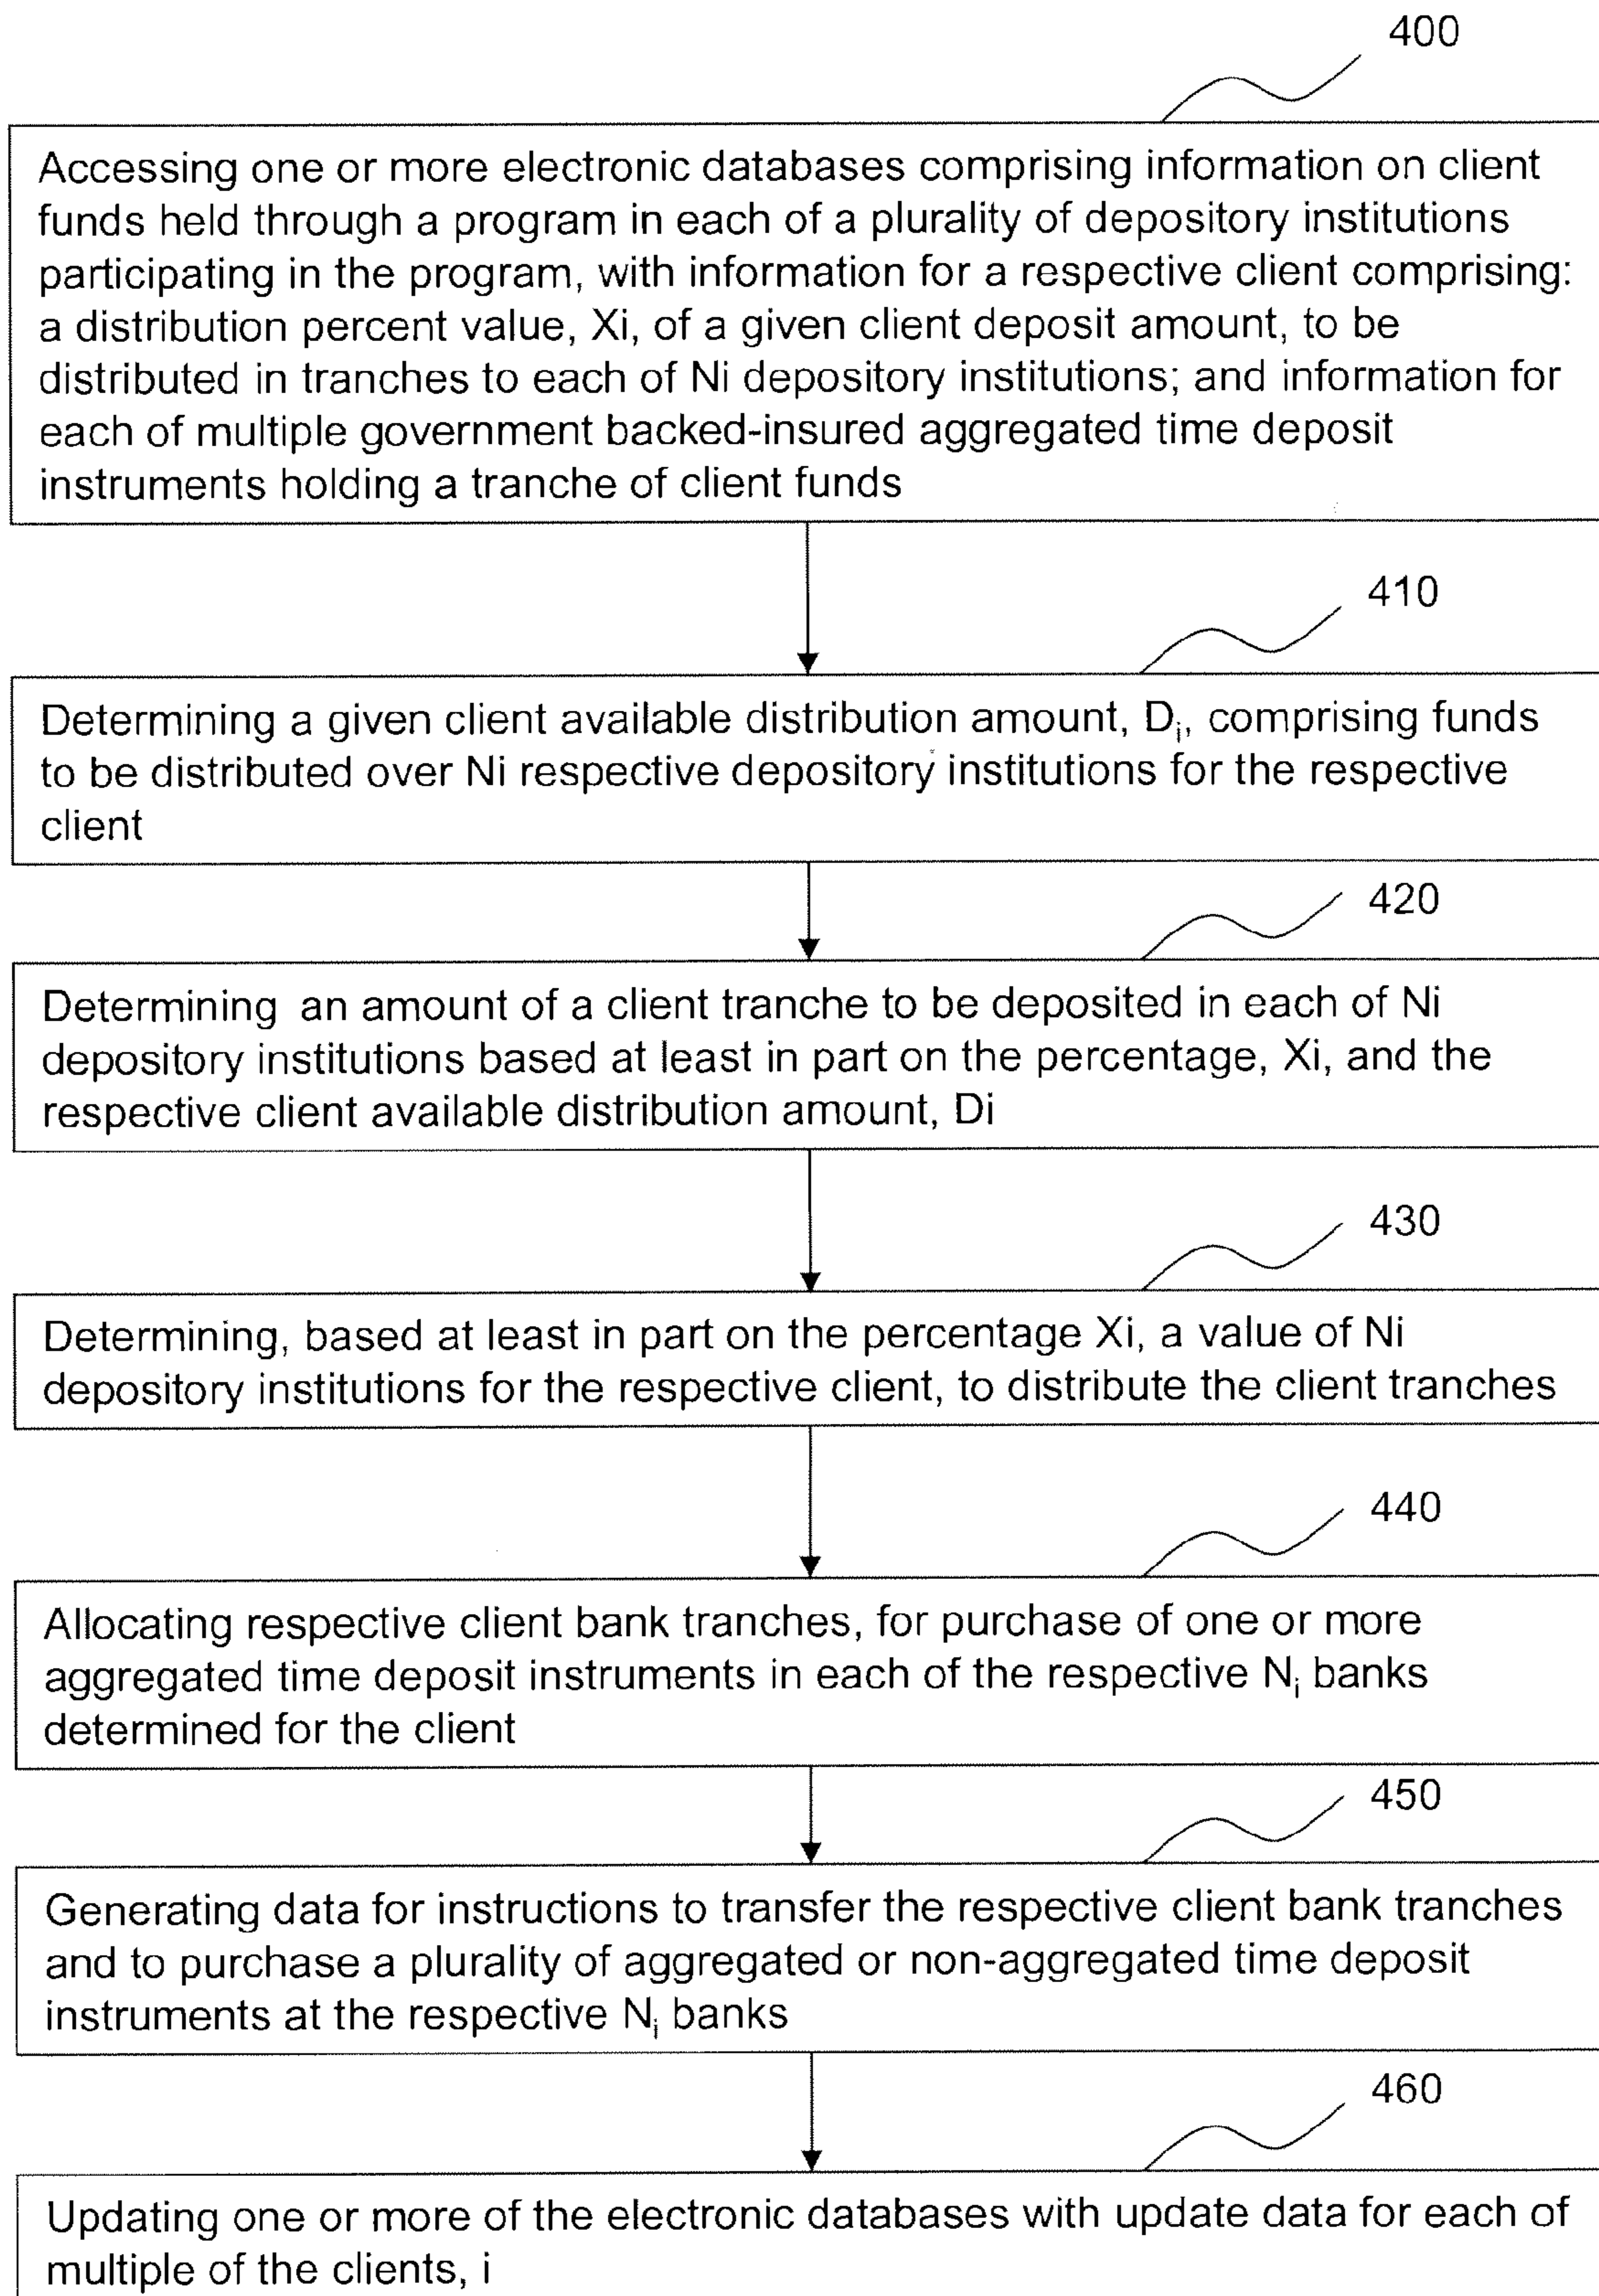 400
Accessing one or more electronic databases comprising information on client
funds held through a program in each of a plurality of depository institutions
participating in the program, with information for a respective client comprising:
a distribution percent value, Xi, of a given client deposit amount, to be
distributed in tranches to each of Ni depository institutions; and information for
each of multiple government backed-insured aggregated time deposit
instruments holding a tranche of client funds
410
Determining a given client available distribution amount, Di, comprising funds
to be distributed over Ni respective depository institutions for the respective
client
420
Determining an amount of a client tranche to be deposited in each of Ni
depository institutions based at least in part on the percentage, Xi, and the
respective client available distribution amount, Di
430
Determining, based at least in part on the percentage Xi, a value of Ni
depository institutions for the respective client, to distribute the client tranches
440
Allocating respective client bank tranches, for purchase of one or more
aggregated time deposit instruments in each of the respective Ni banks
determined for the client
450
Generating data for instructions to transfer the respective client bank tranches
and to purchase a plurality of aggregated or non-aggregated time deposit
instruments at the respective Ni banks
460
Updating one or more of the electronic databases with update data for each of
multiple of the clients, i